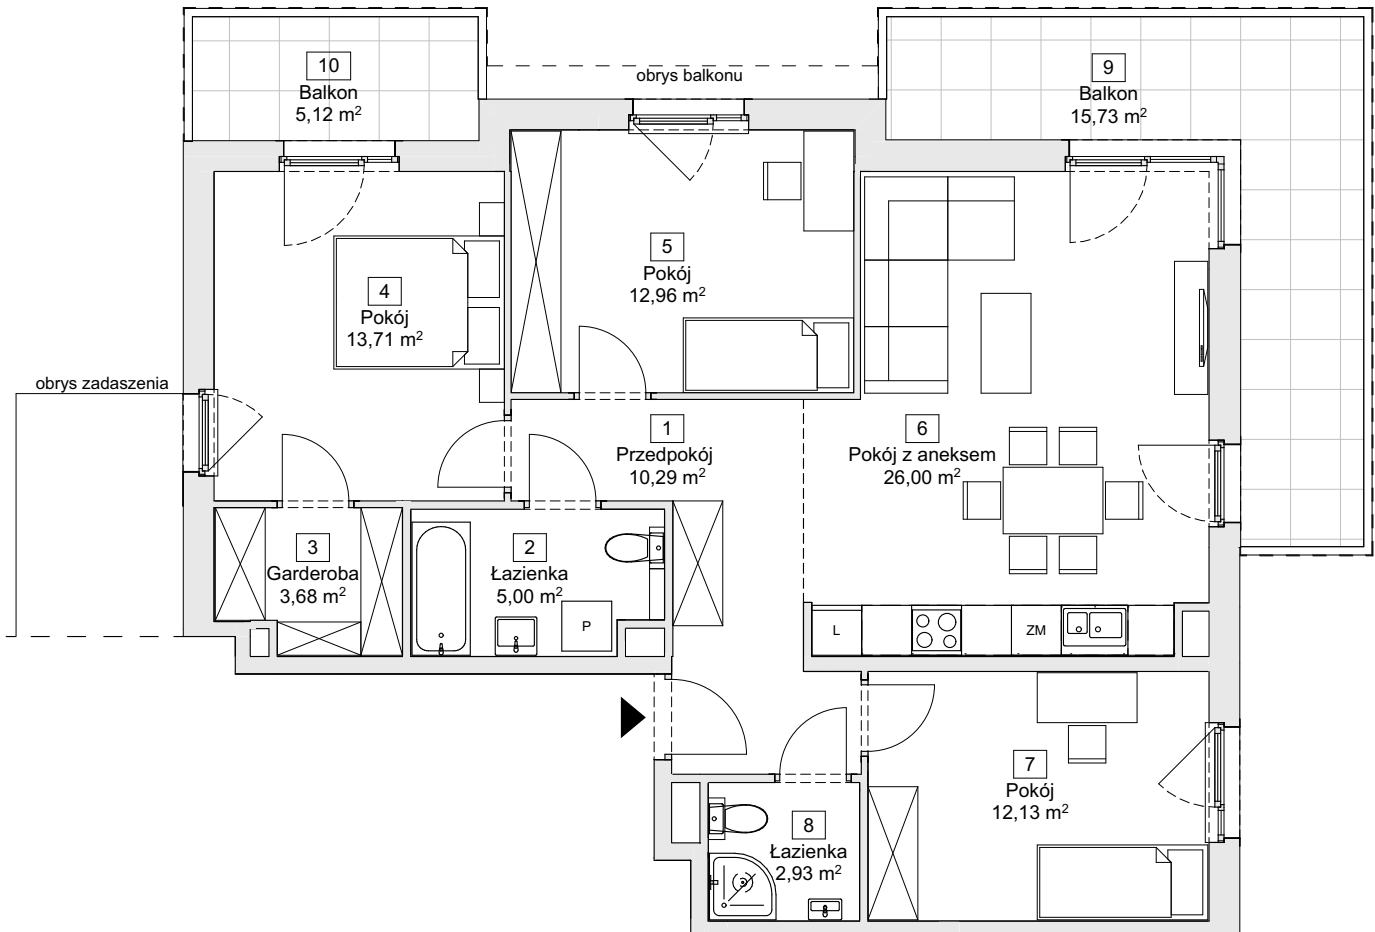 10
Balkon
5,12 m²
obrys balkonu
9
Balkon
15,73 m²
5
Pokój
12,96 m²
4
Pokój
13,71 m²
obrys zadaszenia
1
Przedpokój
10,29 m²
6
Pokój z aneksem
26,00 m²
3
Garderoba
3,68 m²
2
Łazienka
5,00 m²
P
L
ZM
7
Pokój
12,13 m²
8
Łazienka
2,93 m²